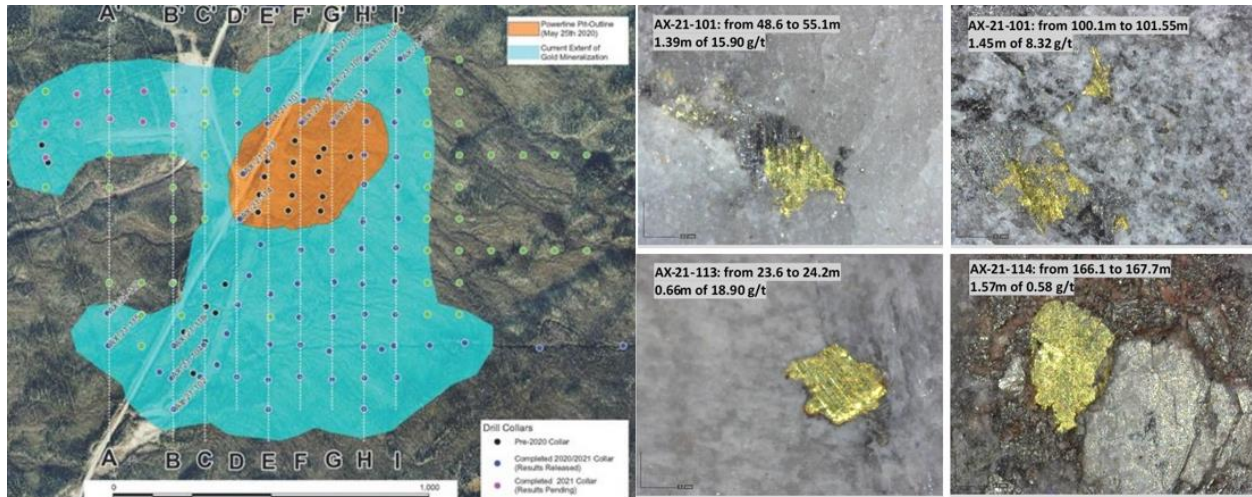 A' B' C' D' E' F' G' H' I'
Powerline Pit-Outline
(May 25th 2020)
Current Extent of
Gold Mineralization
A B C D E F G H I
Drill Collars
Pre-2020 Collar
Completed 2020/2021 Collar
(Results Released)
Completed 2021 Collar
(Results Pending)
0
1,000
AX-21-101: from 48.6 to 55.1m
1.39m of 15.90 g/t
AX-21-101: from 100.1m to 101.55m
1.45m of 8.32 g/t
AX-21-113: from 23.6 to 24.2m
0.66m of 18.90 g/t
AX-21-114: from 166.1 to 167.7m
1.57m of 0.58 g/t